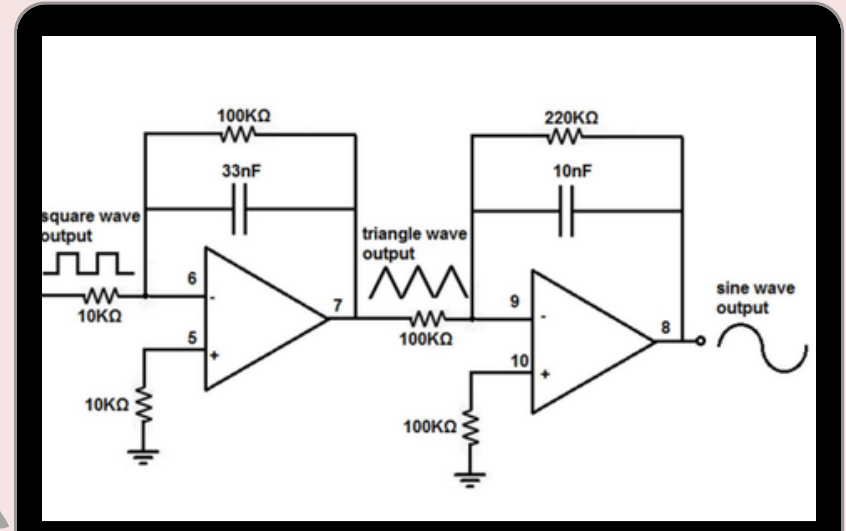 100KΩ
220KΩ
33nF
10nF
square wave
output
triangle wave
output
sine wave
output
6
-
7
9
-
8
10KΩ
100KΩ
5
+
10
+
10KΩ
100KΩ